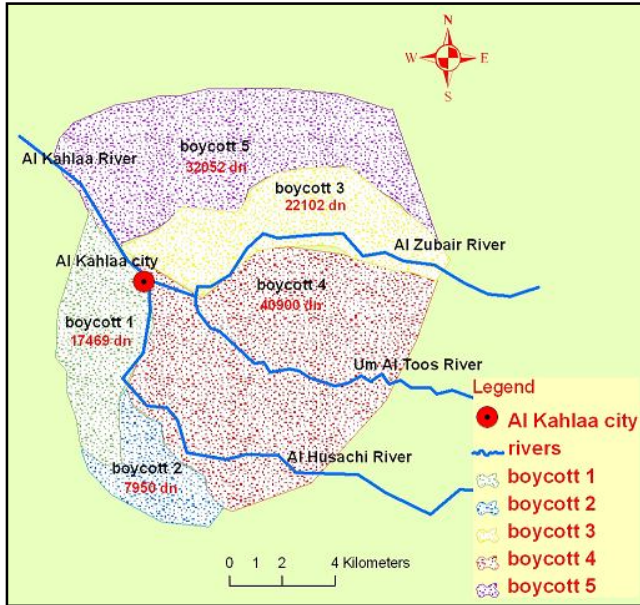 N
W E
S
boycott 5
32052 dn
Al Kahlaa River
boycott 3
22102 dn
Al Zubair River
Al Kahlaa city
boycott 4
40900 dn
boycott 1
17469 dn
Um Al Toos River
Al Husachi River
boycott 2
7950 dn
0 1 2 4 Kilometers
Legend
Al Kahlaa city
rivers
boycott 1
boycott 2
boycott 3
boycott 4
boycott 5